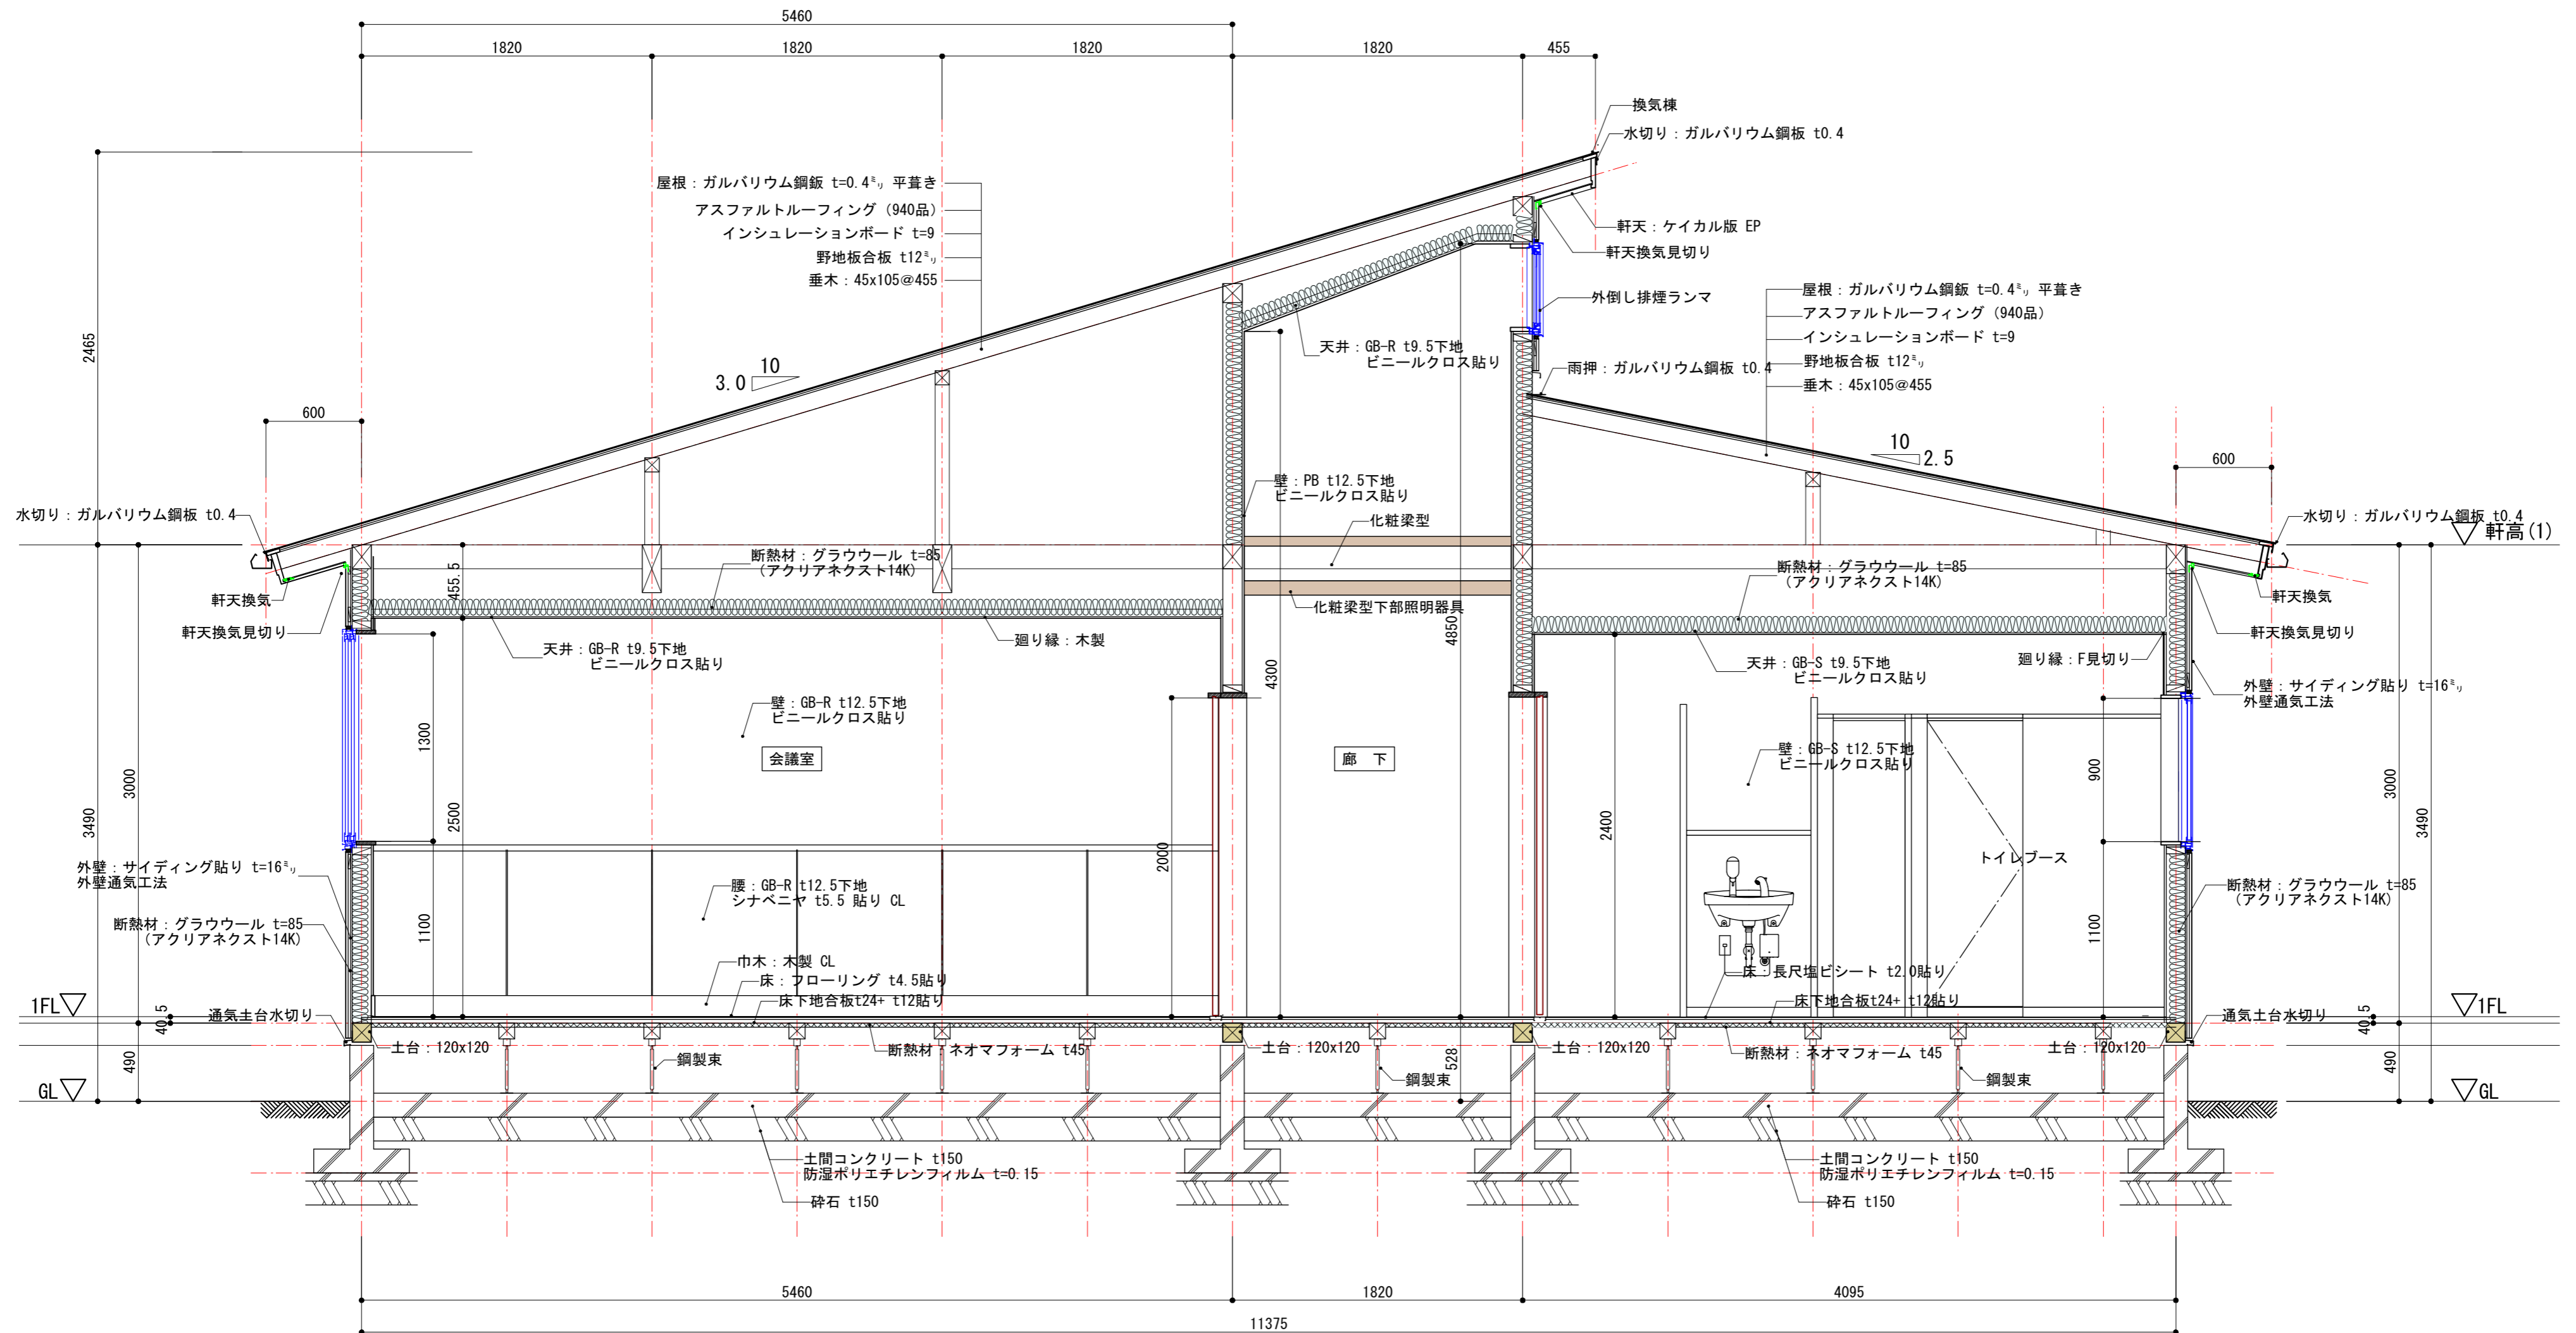 5460
1820
1820
1820
1820
455
換気棟
水切り：ガルバリウム鋼板 t0.4
屋根：ガルバリウム鋼鈑 t=0.4㍉ 平葺き
アスファルトルーフィング（940品）
インシュレーションボード t=9
野地板合板 t12㍉
垂木：45x105@455
軒天：ケイカル版 EP
軒天換気見切り
外倒し排煙ランマ
屋根：ガルバリウム鋼鈑 t=0.4㍉ 平葺き
アスファルトルーフィング（940品）
インシュレーションボード t=9
野地板合板 t12㍉
垂木：45x105@455
2465
天井：GB-R t9.5下地
ビニールクロス貼り
雨押：ガルバリウム鋼板 t0.4
10
3.0
600
10
2.5
600
壁：PB t12.5下地
ビニールクロス貼り
化粧梁型
水切り：ガルバリウム鋼板 t0.4
水切り：ガルバリウム鋼板 t0.4
軒高(1)
断熱材：グラウウール t=85
（アクリアネクスト14K）
455.5
断熱材：グラウウール t=85
（アクリアネクスト14K）
軒天換気
軒天換気見切り
化粧梁型下部照明器具
軒天換気
軒天換気見切り
天井：GB-R t9.5下地
ビニールクロス貼り
廻り縁：木製
4850
4300
天井：GB-S t9.5下地
ビニールクロス貼り
廻り縁：F見切り
外壁：サイディング貼り t=16㍉
外壁通気工法
壁：GB-R t12.5下地
ビニールクロス貼り
会議室
廊　下
壁：GB-S t12.5下地
ビニールクロス貼り
1300
2500
3000
3490
2000
2400
900
3000
3490
外壁：サイディング貼り t=16㍉
外壁通気工法
断熱材：グラウウール t=85
（アクリアネクスト14K）
腰：GB-R t12.5下地
シナベニヤ t5.5 貼り CL
1100
トイレブース
断熱材：グラウウール t=85
（アクリアネクスト14K）
1100
巾木：木製 CL
床：フローリング t4.5貼り
床下地合板t24+ t12貼り
床：長尺塩ビシート t2.0貼り
床下地合板t24+ t12貼り
1FL
40.5
通気土台水切り
1FL
40.5
通気土台水切り
土台：120x120
鋼製束
断熱材：ネオマフォーム t45
土台：120x120
鋼製束
528
土台：120x120
断熱材：ネオマフォーム t45
鋼製束
土台：120x120
490
GL
490
GL
土間コンクリート t150
防湿ポリエチレンフィルム t=0.15
砕石 t150
土間コンクリート t150
防湿ポリエチレンフィルム t=0.15
砕石 t150
5460
1820
4095
11375